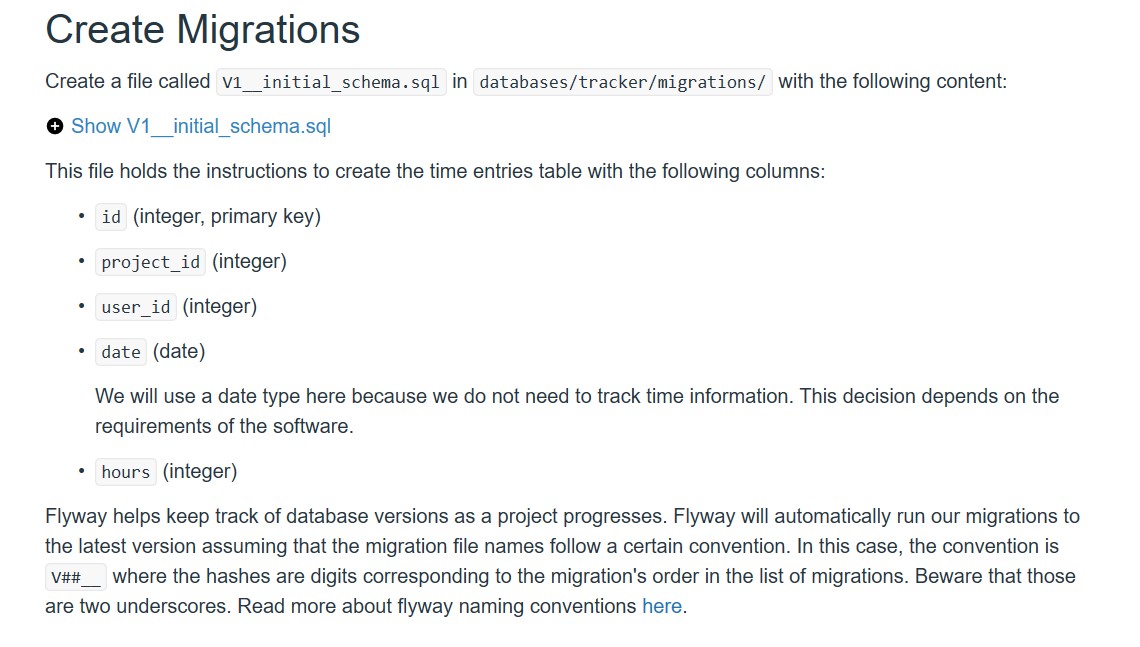 Create Migrations
Create a file called V1__initial_schema.sql in databases/tracker/migrations/ with the following content:
Show V1__initial_schema.sql
This file holds the instructions to create the time entries table with the following columns:
• id (integer, primary key)
• project_id (integer)
• user_id (integer)
• date (date)
We will use a date type here because we do not need to track time information. This decision depends on the
requirements of the software.
• hours (integer)
Flyway helps keep track of database versions as a project progresses. Flyway will automatically run our migrations to
the latest version assuming that the migration file names follow a certain convention. In this case, the convention is
V##__ where the hashes are digits corresponding to the migration's order in the list of migrations. Beware that those
are two underscores. Read more about flyway naming conventions here.